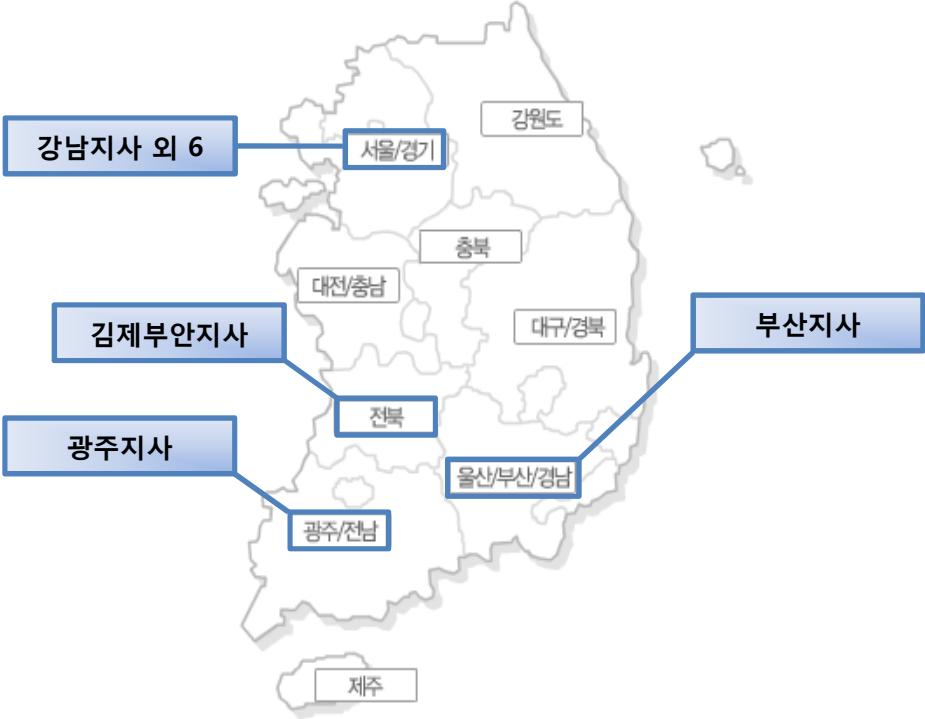 강원도
강남지사 외 6
서울/경기
충북
대전/충남
김제부안지사
대구/경북
부산지사
전북
광주지사
울산/부산/경남
광주/전남
제주